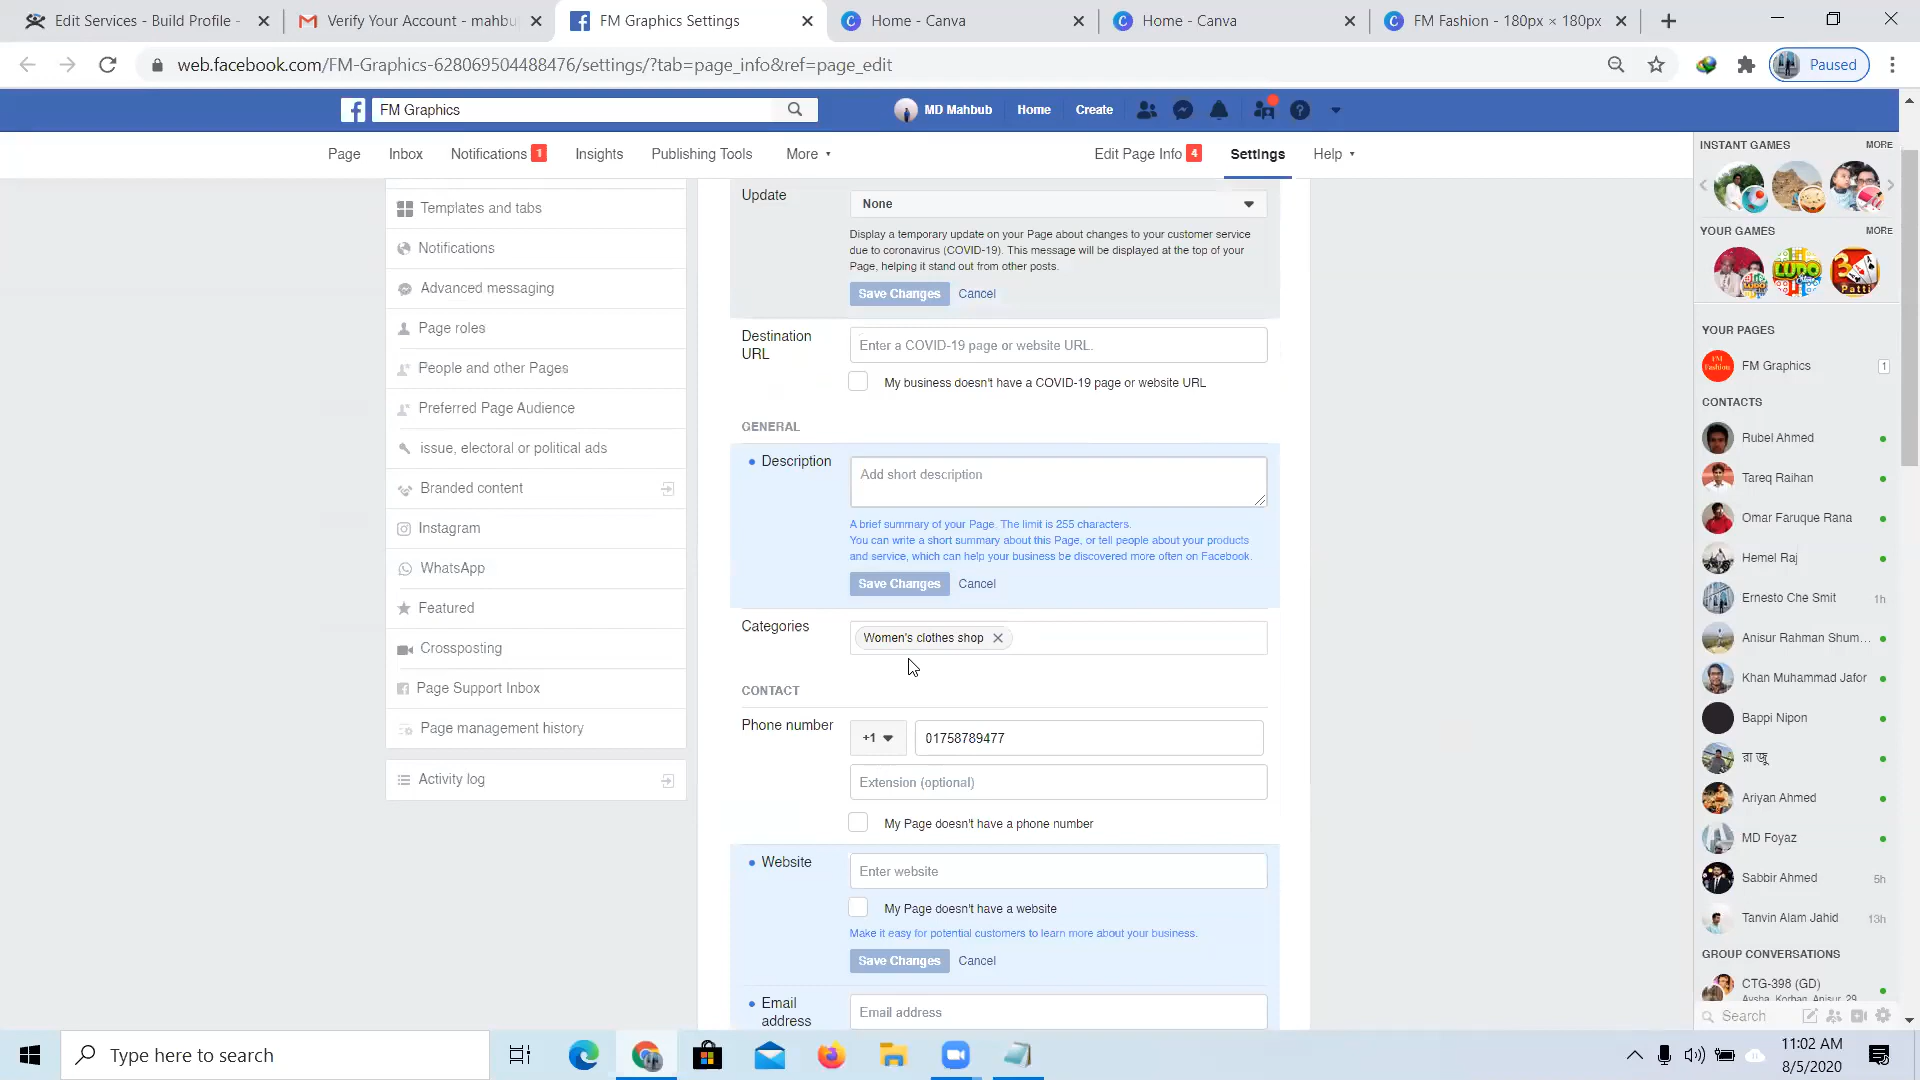 Edit Services - Build Profile -
Verify Your Account - mahbu
FM Graphics Settings
Home - Canva
Home - Canva
FM Fashion - 180px × 180px
web.facebook.com/FM-Graphics-628069504488476/settings/?tab=page_info&ref=page_edit
Paused
FM Graphics
MD Mahbub
Home
Create
Page
Inbox
Notifications 1
Insights
Publishing Tools
More
Edit Page Info 4
Settings
Help
Templates and tabs
Notifications
Advanced messaging
Page roles
People and other Pages
Preferred Page Audience
issue, electoral or political ads
Branded content
Instagram
WhatsApp
Featured
Crossposting
Page Support Inbox
Page management history
Activity log
Update
None
Display a temporary update on your Page about changes to your customer service
due to coronavirus (COVID-19). This message will be displayed at the top of your
Page, helping it stand out from other posts.
Save Changes Cancel
Destination
URL
Enter a COVID-19 page or website URL.
My business doesn't have a COVID-19 page or website URL
GENERAL
Description
Add short description
A brief summary of your Page. The limit is 255 characters.
You can write a short summary about this Page, or tell people about your products
and service, which can help your business be discovered more often on Facebook.
Save Changes Cancel
Categories
Women's clothes shop
CONTACT
Phone number
+1
01758789477
Extension (optional)
My Page doesn't have a phone number
Website
Enter website
My Page doesn't have a website
Make it easy for potential customers to learn more about your business.
Save Changes Cancel
Email
address
Email address
INSTANT GAMES
MORE
YOUR GAMES
MORE
LUDO
3
Patti
YOUR PAGES
FM
Fashion
FM Graphics
1
CONTACTS
Rubel Ahmed
Tareq Raihan
Omar Faruque Rana
Hemel Raj
Ernesto Che Smit 1h
Anisur Rahman Shum...
Khan Muhammad Jafor
Bappi Nipon
রা জু
Ariyan Ahmed
MD Foyaz
Sabbir Ahmed 5h
Tanvin Alam Jahid 13h
GROUP CONVERSATIONS
CTG-398 (GD)
Aysha, Korban, Anisur, 29
Search
Type here to search
11:02 AM
8/5/2020